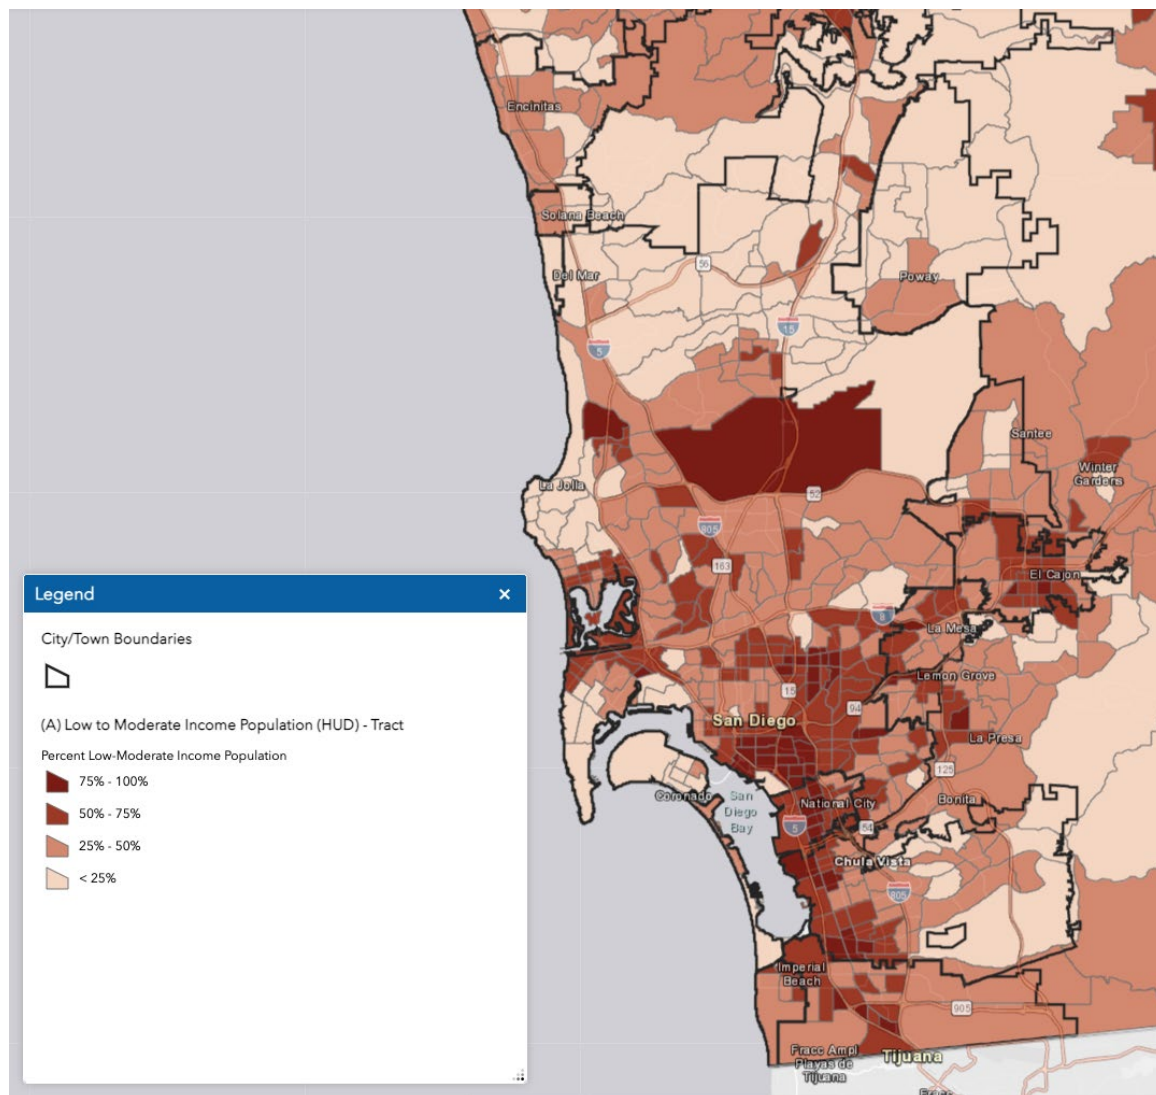 Encinitas
Solana Beach
Del Mar
56
Poway
15
5
Santee
Winter
Gardens
La Jolla
52
805
163
El Cajon
8
La Mesa
Lemon Grove
15
94
San Diego
La Presa
125
Coronado
San
Diego
Bay
National City
Bonita
5
54
Chula Vista
805
Imperial
Beach
905
Fracc Ampl
Playas de
Tijuana
Tijuana
Fracc
Legend
×
City/Town Boundaries
(A) Low to Moderate Income Population (HUD) - Tract
Percent Low-Moderate Income Population
75% - 100%
50% - 75%
25% - 50%
< 25%